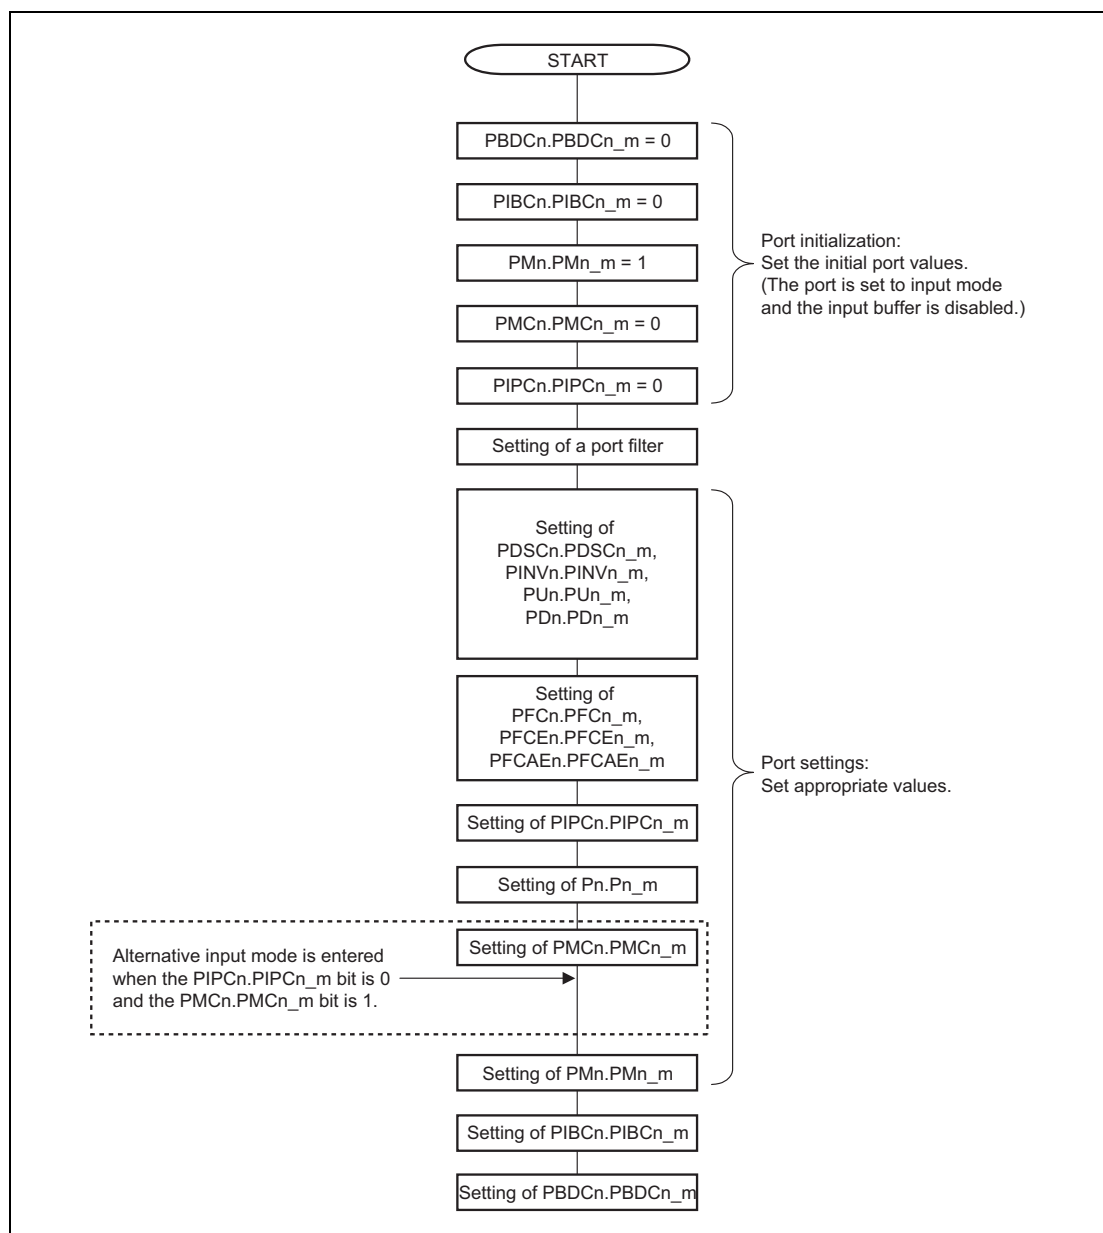 START
PBDCn.PBDCn_m = 0
PIBCn.PIBCn_m = 0
PMn.PMn_m = 1
PMCn.PMCn_m = 0
PIPCn.PIPCn_m = 0
Port initialization:
Set the initial port values.
(The port is set to input mode
and the input buffer is disabled.)
Setting of a port filter
Setting of
PDSCn.PDSCn_m,
PINVn.PINVn_m,
PUn.PUn_m,
PDn.PDn_m
Setting of
PFCn.PFCn_m,
PFCEn.PFCEn_m,
PFCAEn.PFCAEn_m
Port settings:
Set appropriate values.
Setting of PIPCn.PIPCn_m
Setting of Pn.Pn_m
Setting of PMCn.PMCn_m
Alternative input mode is entered
when the PIPCn.PIPCn_m bit is 0
and the PMCn.PMCn_m bit is 1.
Setting of PMn.PMn_m
Setting of PIBCn.PIBCn_m
Setting of PBDCn.PBDCn_m